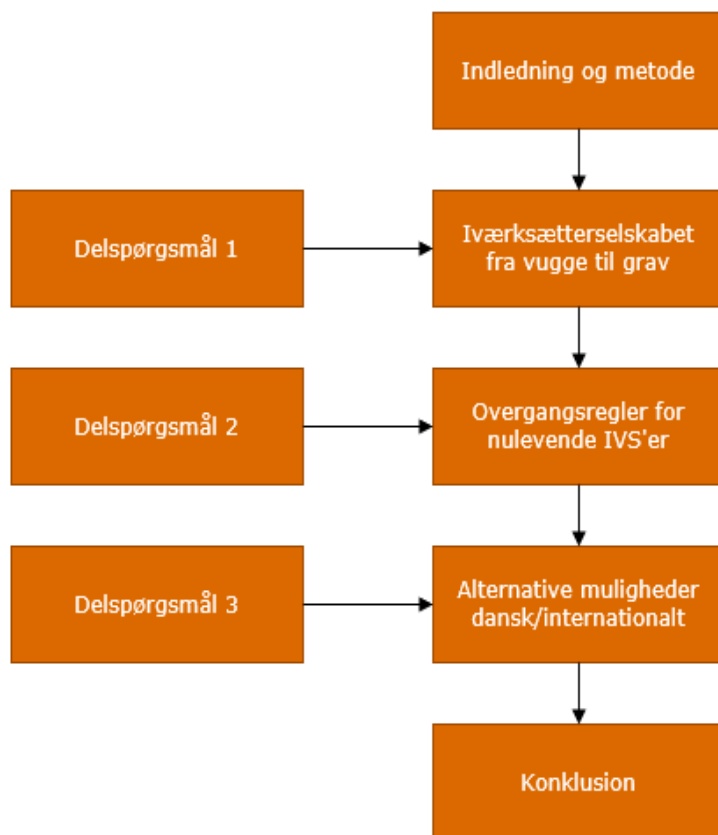 Indledning og metode
Delspørgsmål 1
Iværksætterselskabet
fra vugge til grav
Delspørgsmål 2
Overgangsregler for
nulevende IVS'er
Delspørgsmål 3
Alternative muligheder
dansk/internationalt
Konklusion